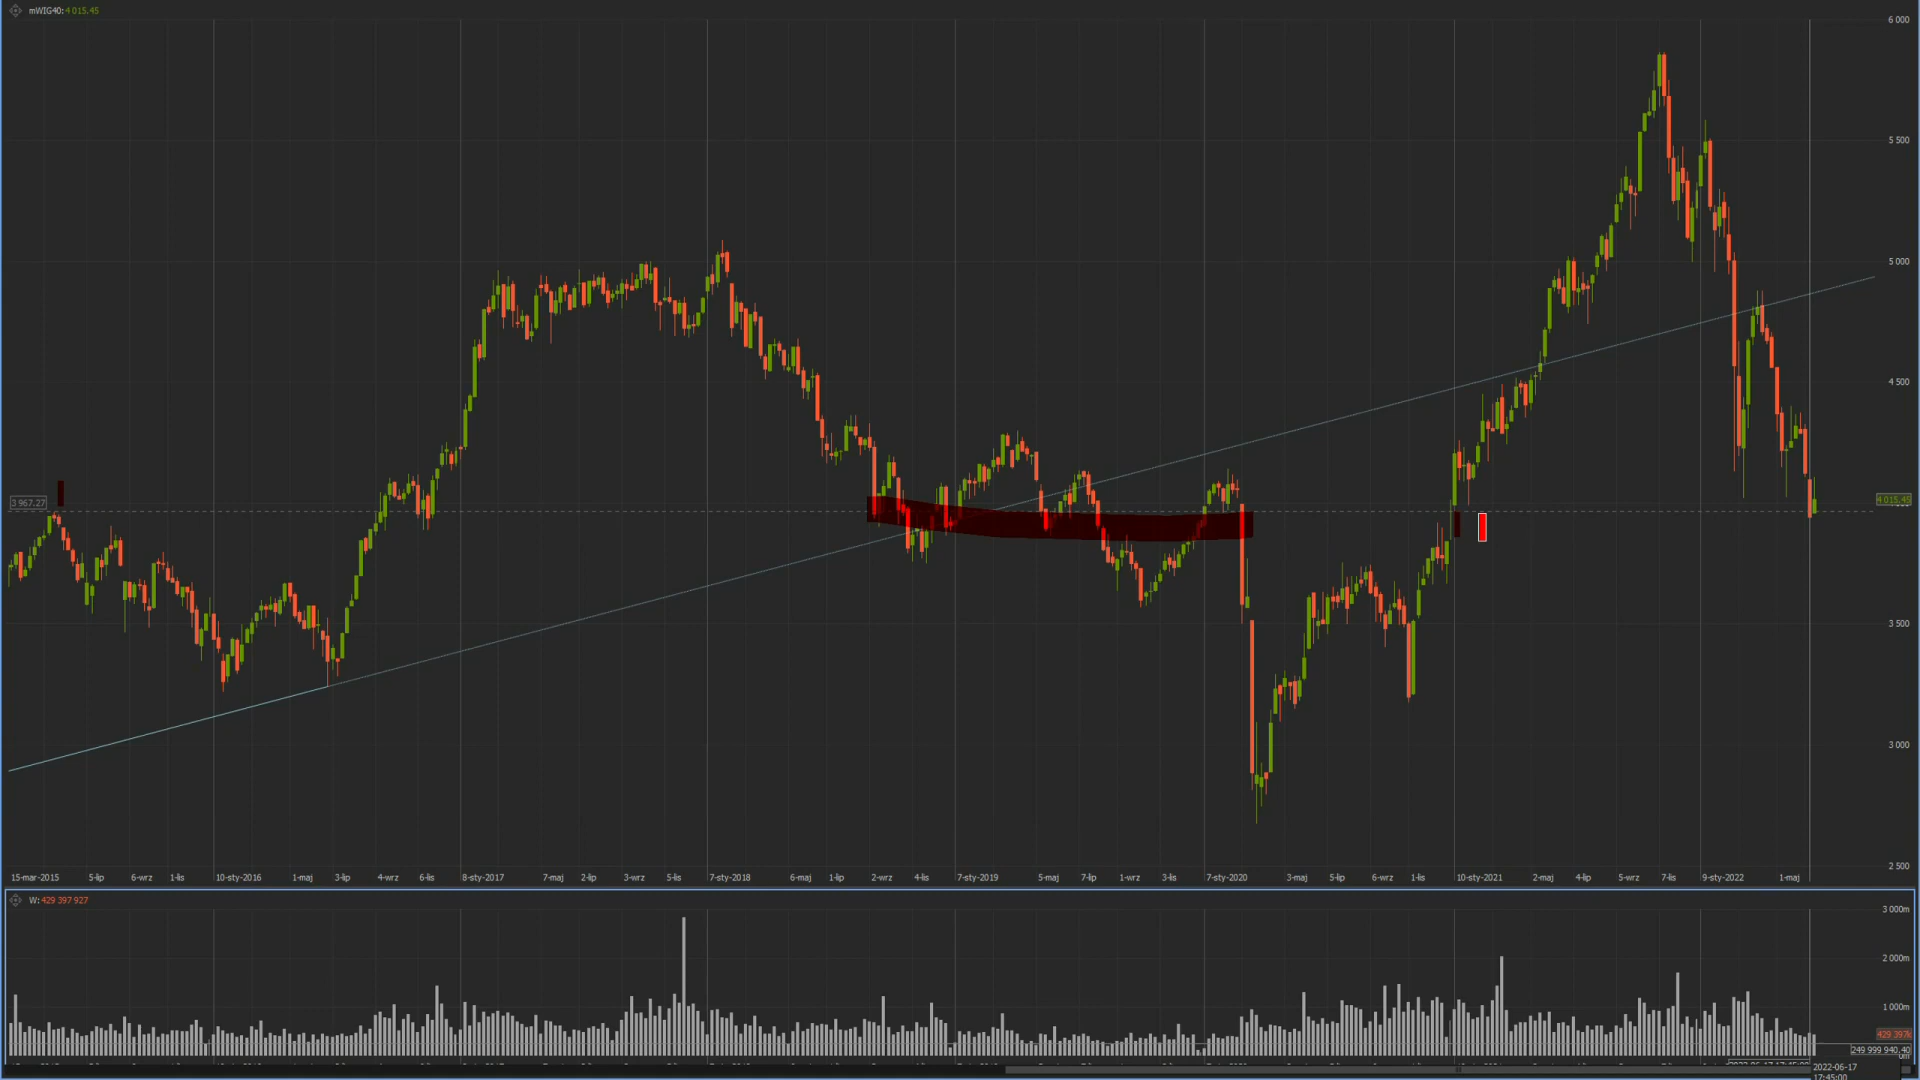 mWIG40: 4 015.45
6 000
5 500
5 000
4 500
3 967.27
4 015.45
3 500
3 000
2 500
15-mar-2015 5-lip 6-wrz 1-lis 10-sty-2016 1-maj 3-lip 4-wrz 6-lis 8-sty-2017 7-maj 2-lip 3-wrz 5-lis 7-sty-2018 6-maj 1-lip 2-wrz 4-lis 7-sty-2019 5-maj 7-lip 1-wrz 3-lis 7-sty-2020 3-maj 5-lip 6-wrz 1-lis 10-sty-2021 2-maj 4-lip 5-wrz 7-lis 9-sty-2022 1-maj
W: 429 397 927
3 000m
2 000m
1 000m
429 397k
249 999 940.40
2022-06-17
17:45:00